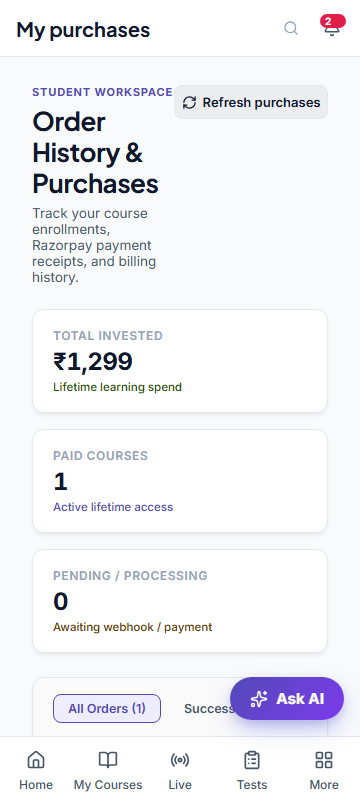 My purchases
2
STUDENT WORKSPACE
Refresh purchases
Order
History &
Purchases
Track your course
enrollments,
Razorpay payment
receipts, and billing
history.
TOTAL INVESTED
₹1,299
Lifetime learning spend
PAID COURSES
1
Active lifetime access
PENDING / PROCESSING
0
Awaiting webhook / payment
All Orders (1)
Success
Ask AI
Home
My Courses
Live
Tests
More